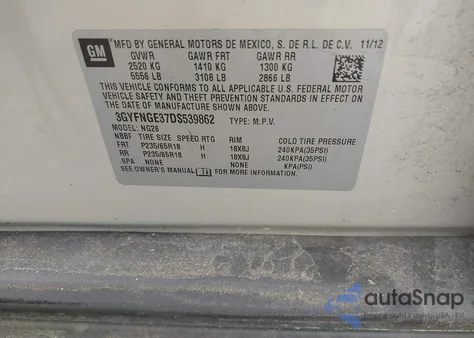 GM
MFD BY GENERAL MOTORS DE MEXICO, S. DE R.L. DE C.V. 11/12
GVWR GAWR FRT GAWR RR
2520 KG 1410 KG 1300 KG
5556 LB 3108 LB 2866 LB
THIS VEHICLE CONFORMS TO ALL APPLICABLE U.S. FEDERAL MOTOR
VEHICLE SAFETY AND THEFT PREVENTION STANDARDS IN EFFECT ON
THE DATE OF MANUFACTURE SHOWN ABOVE.
3GYFNGE37DS539862 TYPE: M.P.V.
MODEL: NG26
NBBF TIRE SIZE SPEED RTG RIM COLD TIRE PRESSURE
FRT P235/65R18 H 18X8J 240KPA(35PSI)
RR P235/65R18 H 18X8J 240KPA(35PSI)
SPA NONE NONE KPA(PSI)
SEE OWNER'S MANUAL i FOR MORE INFORMATION.
autoSnap